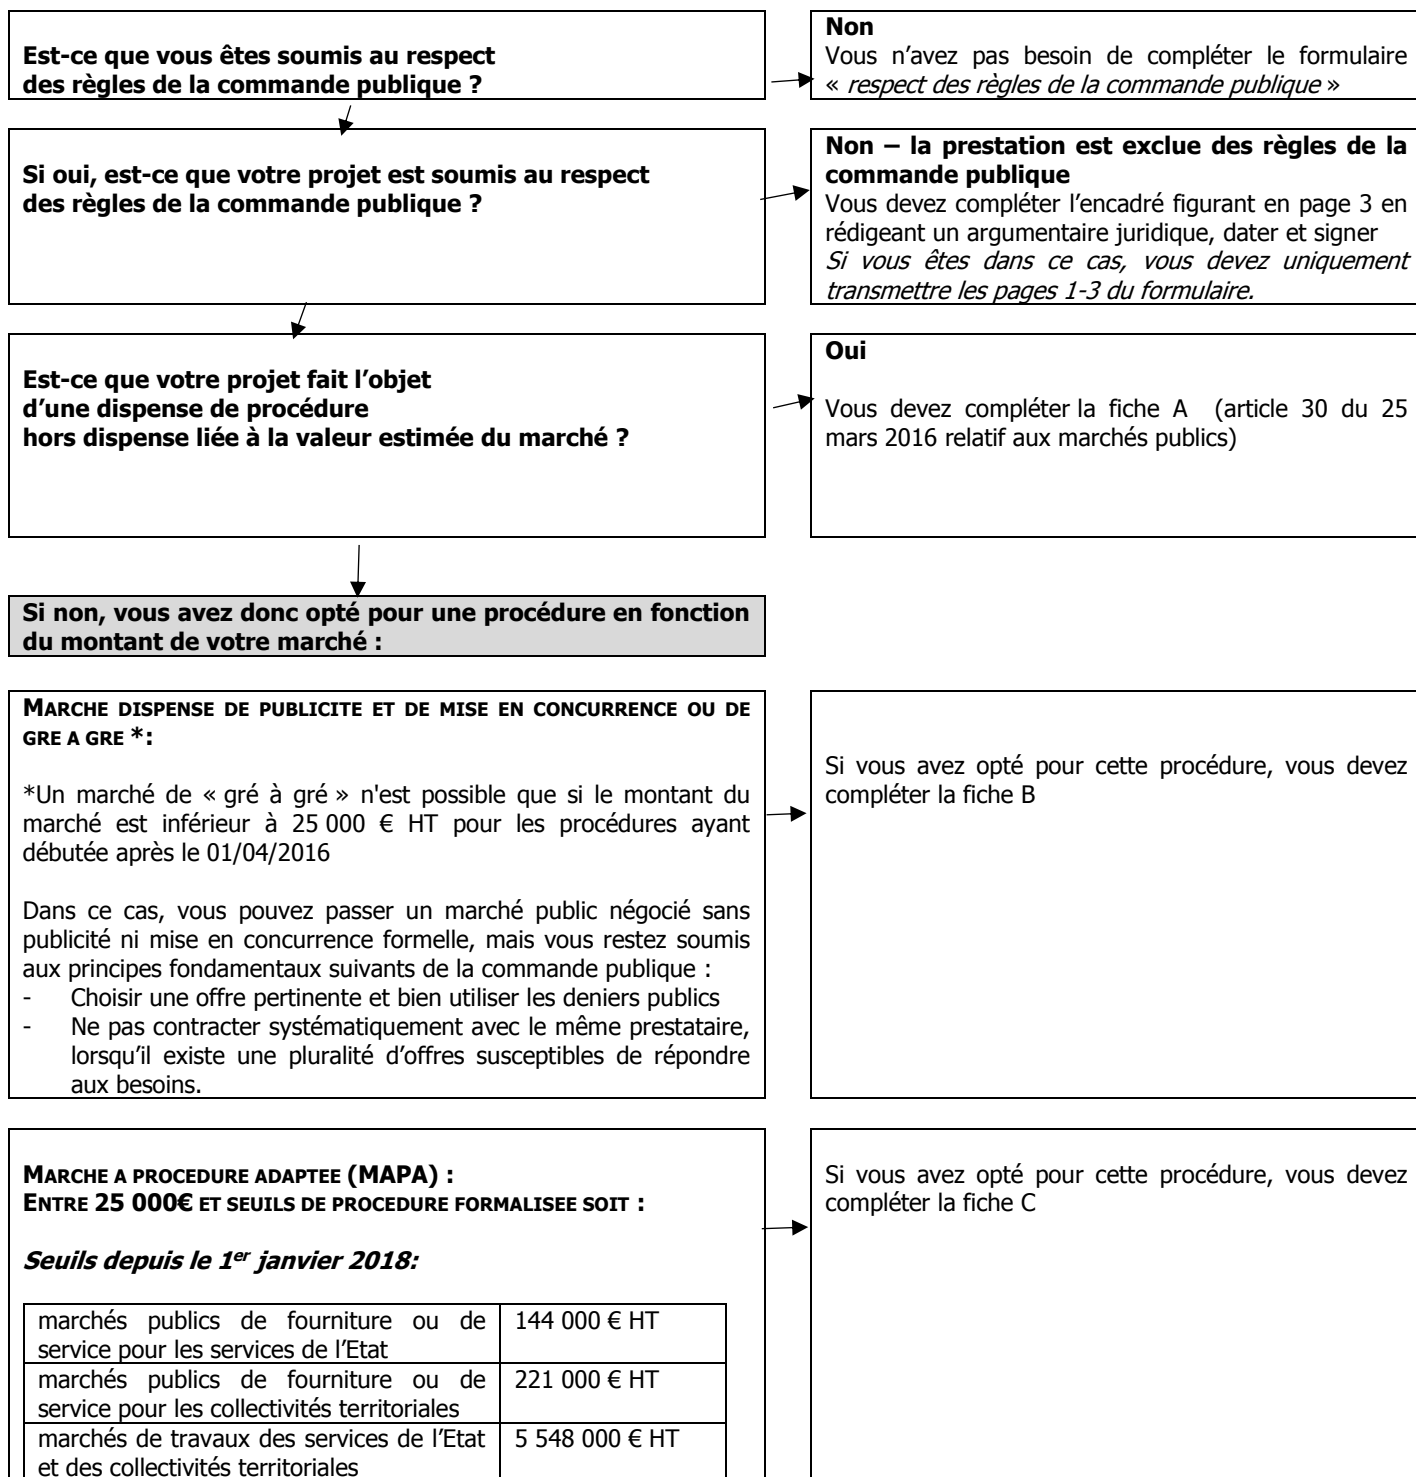 Est-ce que vous êtes soumis au respect
des règles de la commande publique ?
Non
Vous n’avez pas besoin de compléter le formulaire
« respect des règles de la commande publique »
Si oui, est-ce que votre projet est soumis au respect
des règles de la commande publique ?
Non – la prestation est exclue des règles de la
commande publique
Vous devez compléter l’encadré figurant en page 3 en
rédigeant un argumentaire juridique, dater et signer
Si vous êtes dans ce cas, vous devez uniquement
transmettre les pages 1-3 du formulaire.
Est-ce que votre projet fait l’objet
d’une dispense de procédure
hors dispense liée à la valeur estimée du marché ?
Oui
Vous devez compléter la fiche A (article 30 du 25
mars 2016 relatif aux marchés publics)
Si non, vous avez donc opté pour une procédure en fonction
du montant de votre marché :
MARCHE DISPENSE DE PUBLICITE ET DE MISE EN CONCURRENCE OU DE
GRE A GRE *:
*Un marché de « gré à gré » n'est possible que si le montant du
marché est inférieur à 25 000 € HT pour les procédures ayant
débutée après le 01/04/2016
Dans ce cas, vous pouvez passer un marché public négocié sans
publicité ni mise en concurrence formelle, mais vous restez soumis
aux principes fondamentaux suivants de la commande publique :
- Choisir une offre pertinente et bien utiliser les deniers publics
- Ne pas contracter systématiquement avec le même prestataire,
lorsqu’il existe une pluralité d’offres susceptibles de répondre
aux besoins.
Si vous avez opté pour cette procédure, vous devez
compléter la fiche B
MARCHE A PROCEDURE ADAPTEE (MAPA) :
ENTRE 25 000€ ET SEUILS DE PROCEDURE FORMALISEE SOIT :
Seuils depuis le 1er janvier 2018:
marchés publics de fourniture ou de
service pour les services de l’Etat
144 000 € HT
marchés publics de fourniture ou de
service pour les collectivités territoriales
221 000 € HT
marchés de travaux des services de l’Etat
et des collectivités territoriales
5 548 000 € HT
Si vous avez opté pour cette procédure, vous devez
compléter la fiche C